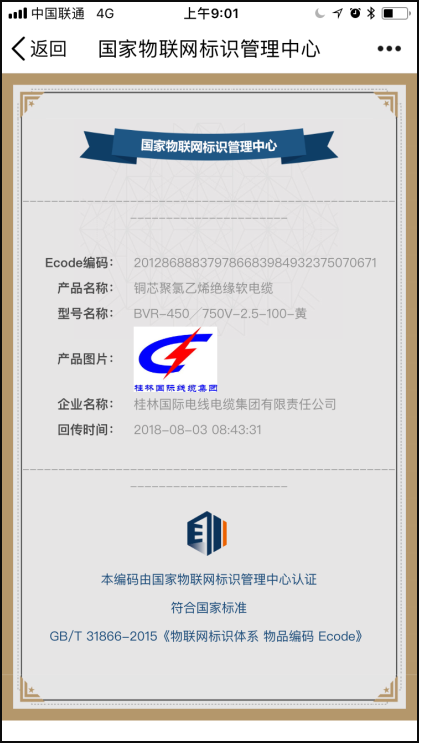 中国联通 4G 上午9:01
返回 国家物联网标识管理中心
国家物联网标识管理中心
Ecode编码： 20128688837978668398493237507​0671
产品名称： 铜芯聚氯乙烯绝缘软电缆
型号名称： BVR-450／750V-2.5-100-黄
产品图片：
桂林国际线缆集团
企业名称： 桂林国际电线电缆集团有限责任公司
回传时间： 2018-08-03 08:43:31
本编码由国家物联网标识管理中心认证
符合国家标准
GB/T 31866-2015《物联网标识体系 物品编码 Ecode》